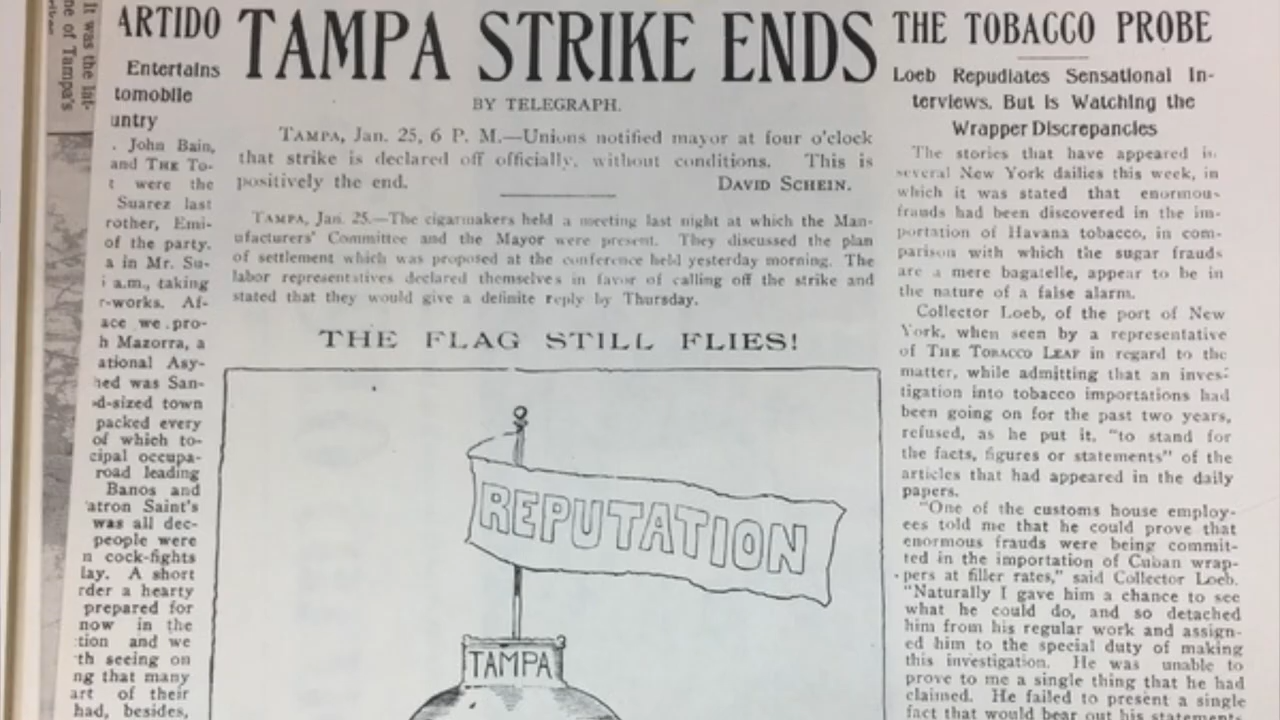 It was the int-
ne of Tampa's
ARTIDO
Entertains
tomobile
untry
. John Bain,
and THE To-
t were the
Suarez last
rother, Emi-
of the party.
a in Mr. Su-
i a.m., taking
r-works. Af-
ace we pro-
h Mazorra, a
ational Asy-
hed was San-
d-sized town
packed every
of which to-
cipal occupa-
road leading
Banos and
atron Saint's
was all dec-
people were
n cock-fights
lay. A short
rder a hearty
prepared for
now in the
tion and we
th seeing on
ng that many
art of their
had, besides,
TAMPA STRIKE ENDS
BY TELEGRAPH.
TAMPA, Jan. 25, 6 P. M.—Unions notified mayor at four o'clock
that strike is declared off officially, without conditions. This is
positively the end. DAVID SCHEIN.
TAMPA, Jan. 25.—The cigarmakers held a meeting last night at which the Man-
ufacturers' Committee and the Mayor were present. They discussed the plan
of settlement which was proposed at the conference held yesterday morning. The
labor representatives declared themselves in favor of calling off the strike and
stated that they would give a definite reply by Thursday.
THE FLAG STILL FLIES!
REPUTATION
TAMPA
THE TOBACCO PROBE
Loeb Repudiates Sensational In-
terviews, But Is Watching the
Wrapper Discrepancies
The stories that have appeared in
several New York dailies this week, in
which it was stated that enormous
frauds had been discovered in the im-
portation of Havana tobacco, in com-
parison with which the sugar frauds
are a mere bagatelle, appear to be in
the nature of a false alarm.
Collector Loeb, of the port of New
York, when seen by a representative
of THE TOBACCO LEAF in regard to the
matter, while admitting that an inves-
tigation into tobacco importations had
been going on for the past two years,
refused, as he put it, "to stand for
the facts, figures or statements" of the
articles that had appeared in the daily
papers.
"One of the customs house employ-
ees told me that he could prove that
enormous frauds were being commit-
ted in the importation of Cuban wrap-
pers at filler rates," said Collector Loeb.
"Naturally I gave him a chance to see
what he could do, and so detached
him from his regular work and assign-
ed him to the special duty of making
this investigation. He was unable to
prove to me a single thing that he had
claimed. He failed to present a single
fact that would bear out his statement-